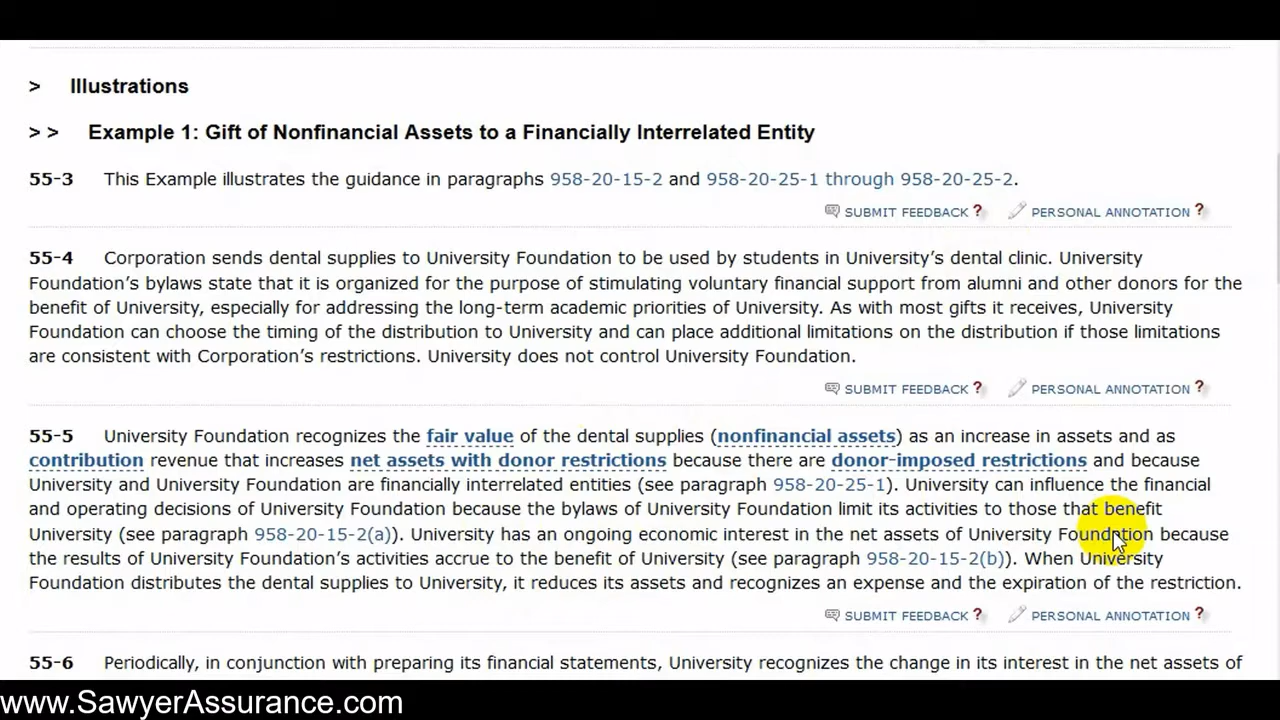 > Illustrations
> > Example 1: Gift of Nonfinancial Assets to a Financially Interrelated Entity
55-3 This Example illustrates the guidance in paragraphs 958-20-15-2 and 958-20-25-1 through 958-20-25-2.
SUBMIT FEEDBACK ? PERSONAL ANNOTATION ?
55-4 Corporation sends dental supplies to University Foundation to be used by students in University’s dental clinic. University
Foundation’s bylaws state that it is organized for the purpose of stimulating voluntary financial support from alumni and other donors for the
benefit of University, especially for addressing the long-term academic priorities of University. As with most gifts it receives, University
Foundation can choose the timing of the distribution to University and can place additional limitations on the distribution if those limitations
are consistent with Corporation’s restrictions. University does not control University Foundation.
SUBMIT FEEDBACK ? PERSONAL ANNOTATION ?
55-5 University Foundation recognizes the fair value of the dental supplies (nonfinancial assets) as an increase in assets and as
contribution revenue that increases net assets with donor restrictions because there are donor-imposed restrictions and because
University and University Foundation are financially interrelated entities (see paragraph 958-20-25-1). University can influence the financial
and operating decisions of University Foundation because the bylaws of University Foundation limit its activities to those that benefit
University (see paragraph 958-20-15-2(a)). University has an ongoing economic interest in the net assets of University Foundation because
the results of University Foundation’s activities accrue to the benefit of University (see paragraph 958-20-15-2(b)). When University
Foundation distributes the dental supplies to University, it reduces its assets and recognizes an expense and the expiration of the restriction.
SUBMIT FEEDBACK ? PERSONAL ANNOTATION ?
55-6 Periodically, in conjunction with preparing its financial statements, University recognizes the change in its interest in the net assets of
www.SawyerAssurance.com